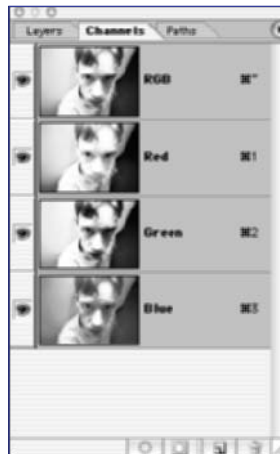 Layers Channels Paths
RGB ⌘~
Red ⌘1
Green ⌘2
Blue ⌘3